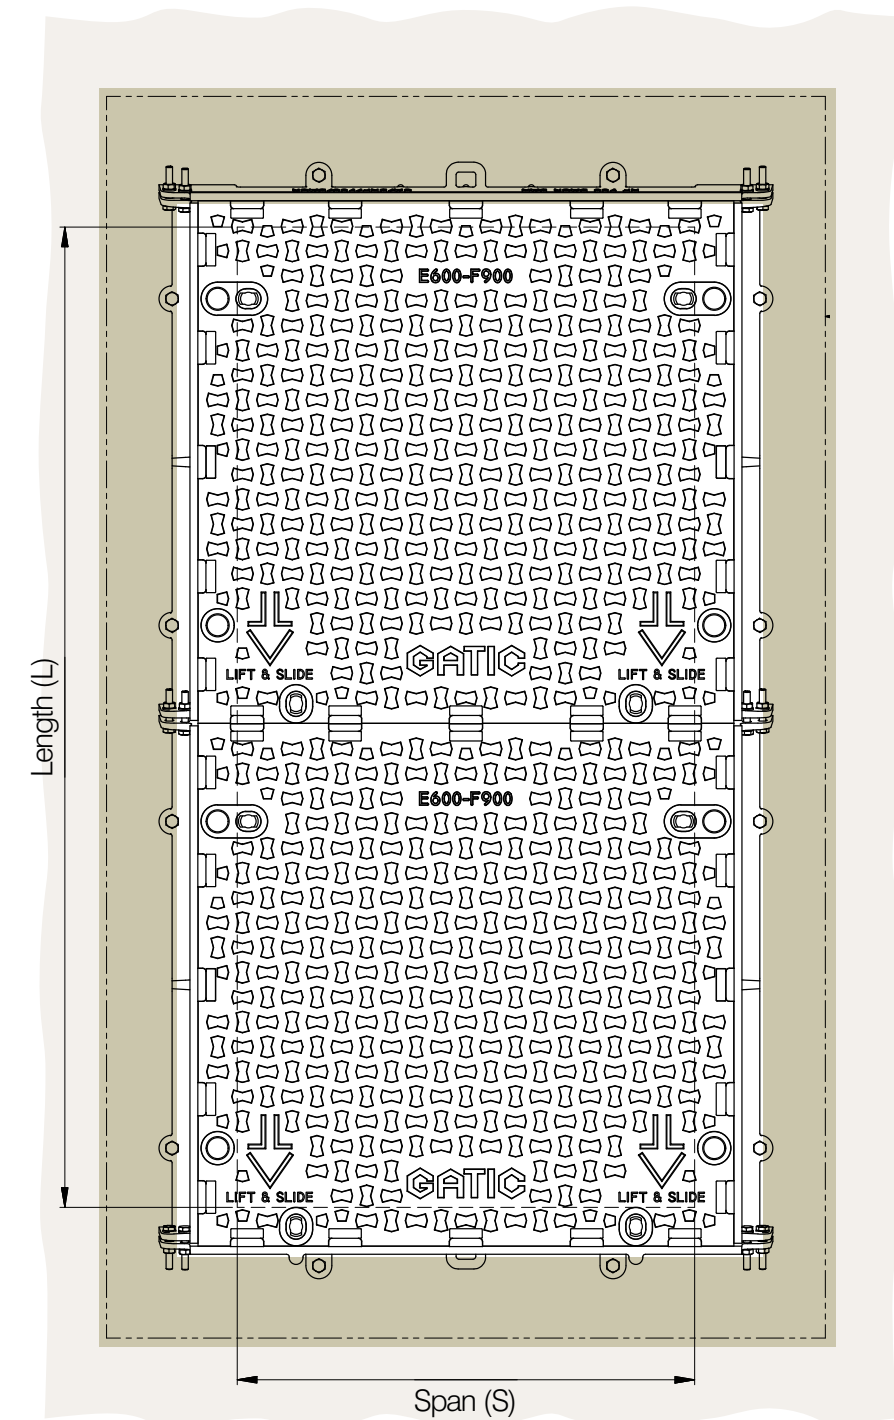 E600-F900
GATIC
LIFT & SLIDE
LIFT & SLIDE
Length (L)
E600-F900
GATIC
LIFT & SLIDE
LIFT & SLIDE
Span (S)